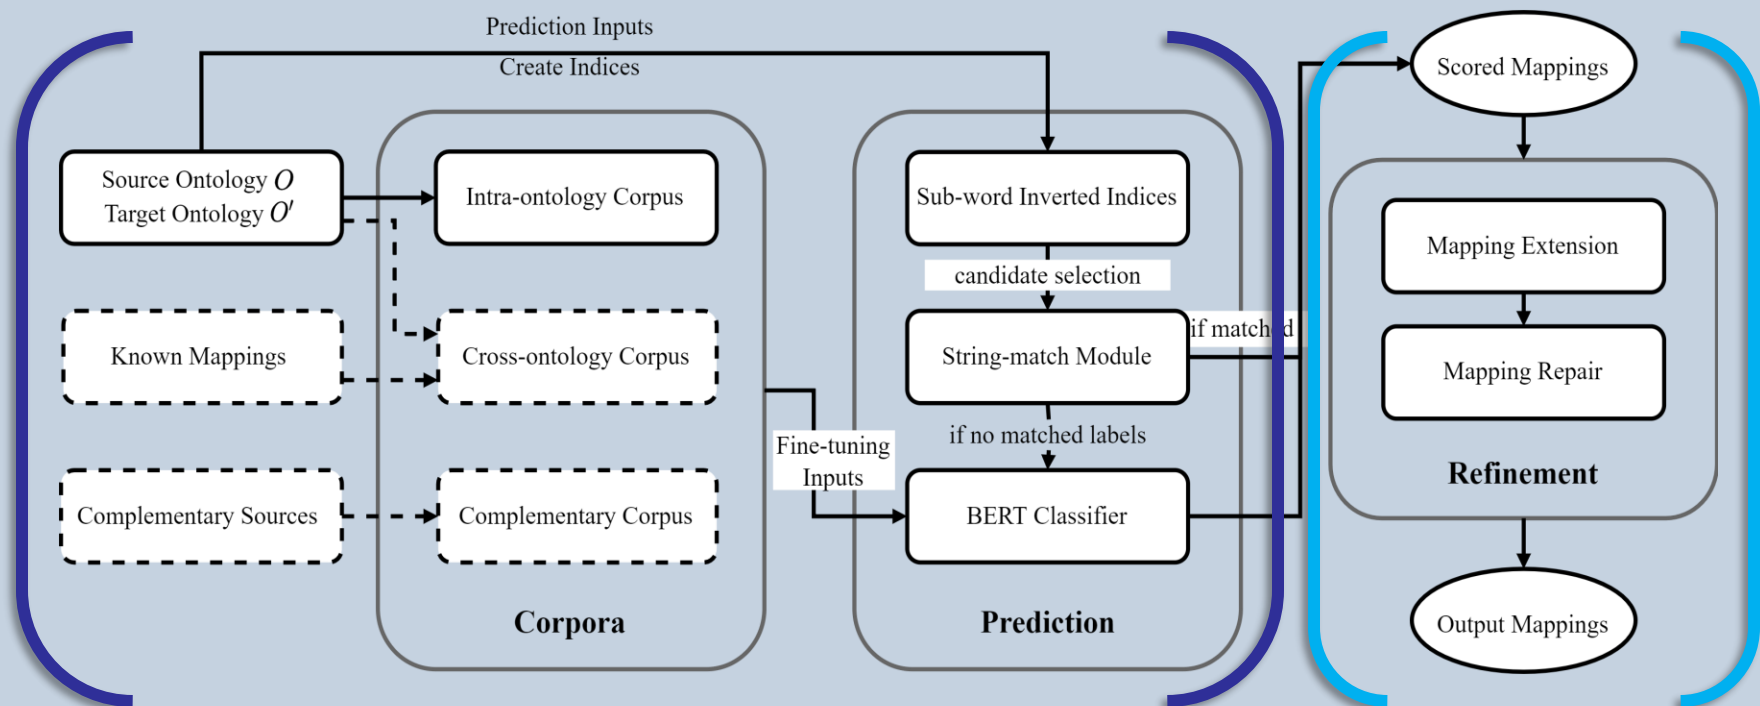 Prediction Inputs
Create Indices
Source Ontology O
Target Ontology O'
Known Mappings
Complementary Sources
Intra-ontology Corpus
Cross-ontology Corpus
Complementary Corpus
Corpora
Fine-tuning
Inputs
Sub-word Inverted Indices
candidate selection
String-match Module
if matched
if no matched labels
BERT Classifier
Prediction
Scored Mappings
Mapping Extension
Mapping Repair
Refinement
Output Mappings